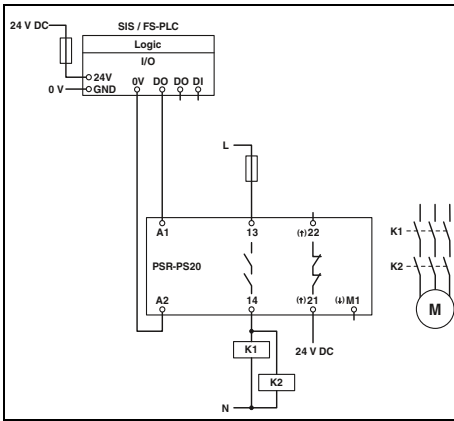 24 V DC
SIS / FS-PLC
Logic
I/O
24V
0 V
GND
0V DO DO DI
L
A1 13 (↑)22
PSR-PS20
A2 14 (↑)21 (↓)M1
K1
K2
M
K1
24 V DC
K2
N